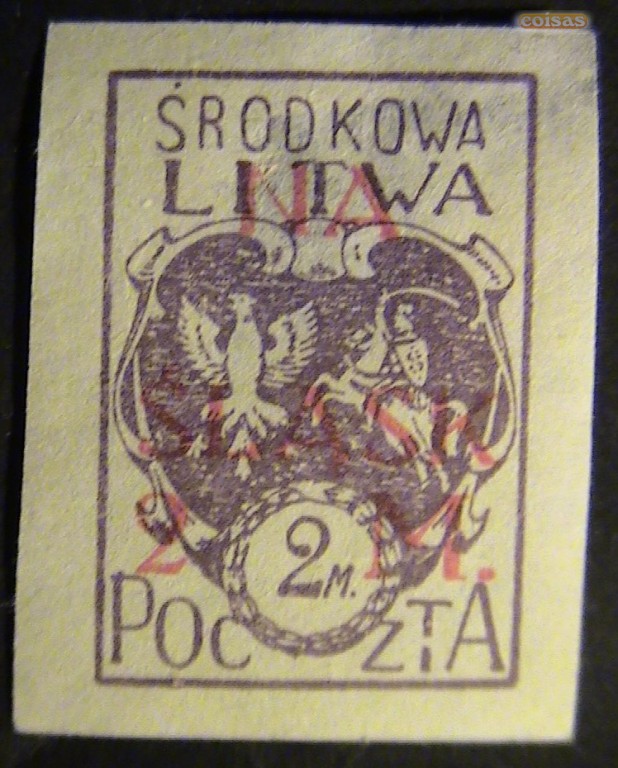 coisas
ŚRODKOWA
LITWA
NA
ŚLĄSK
2 M.
2 M.
POCZTA